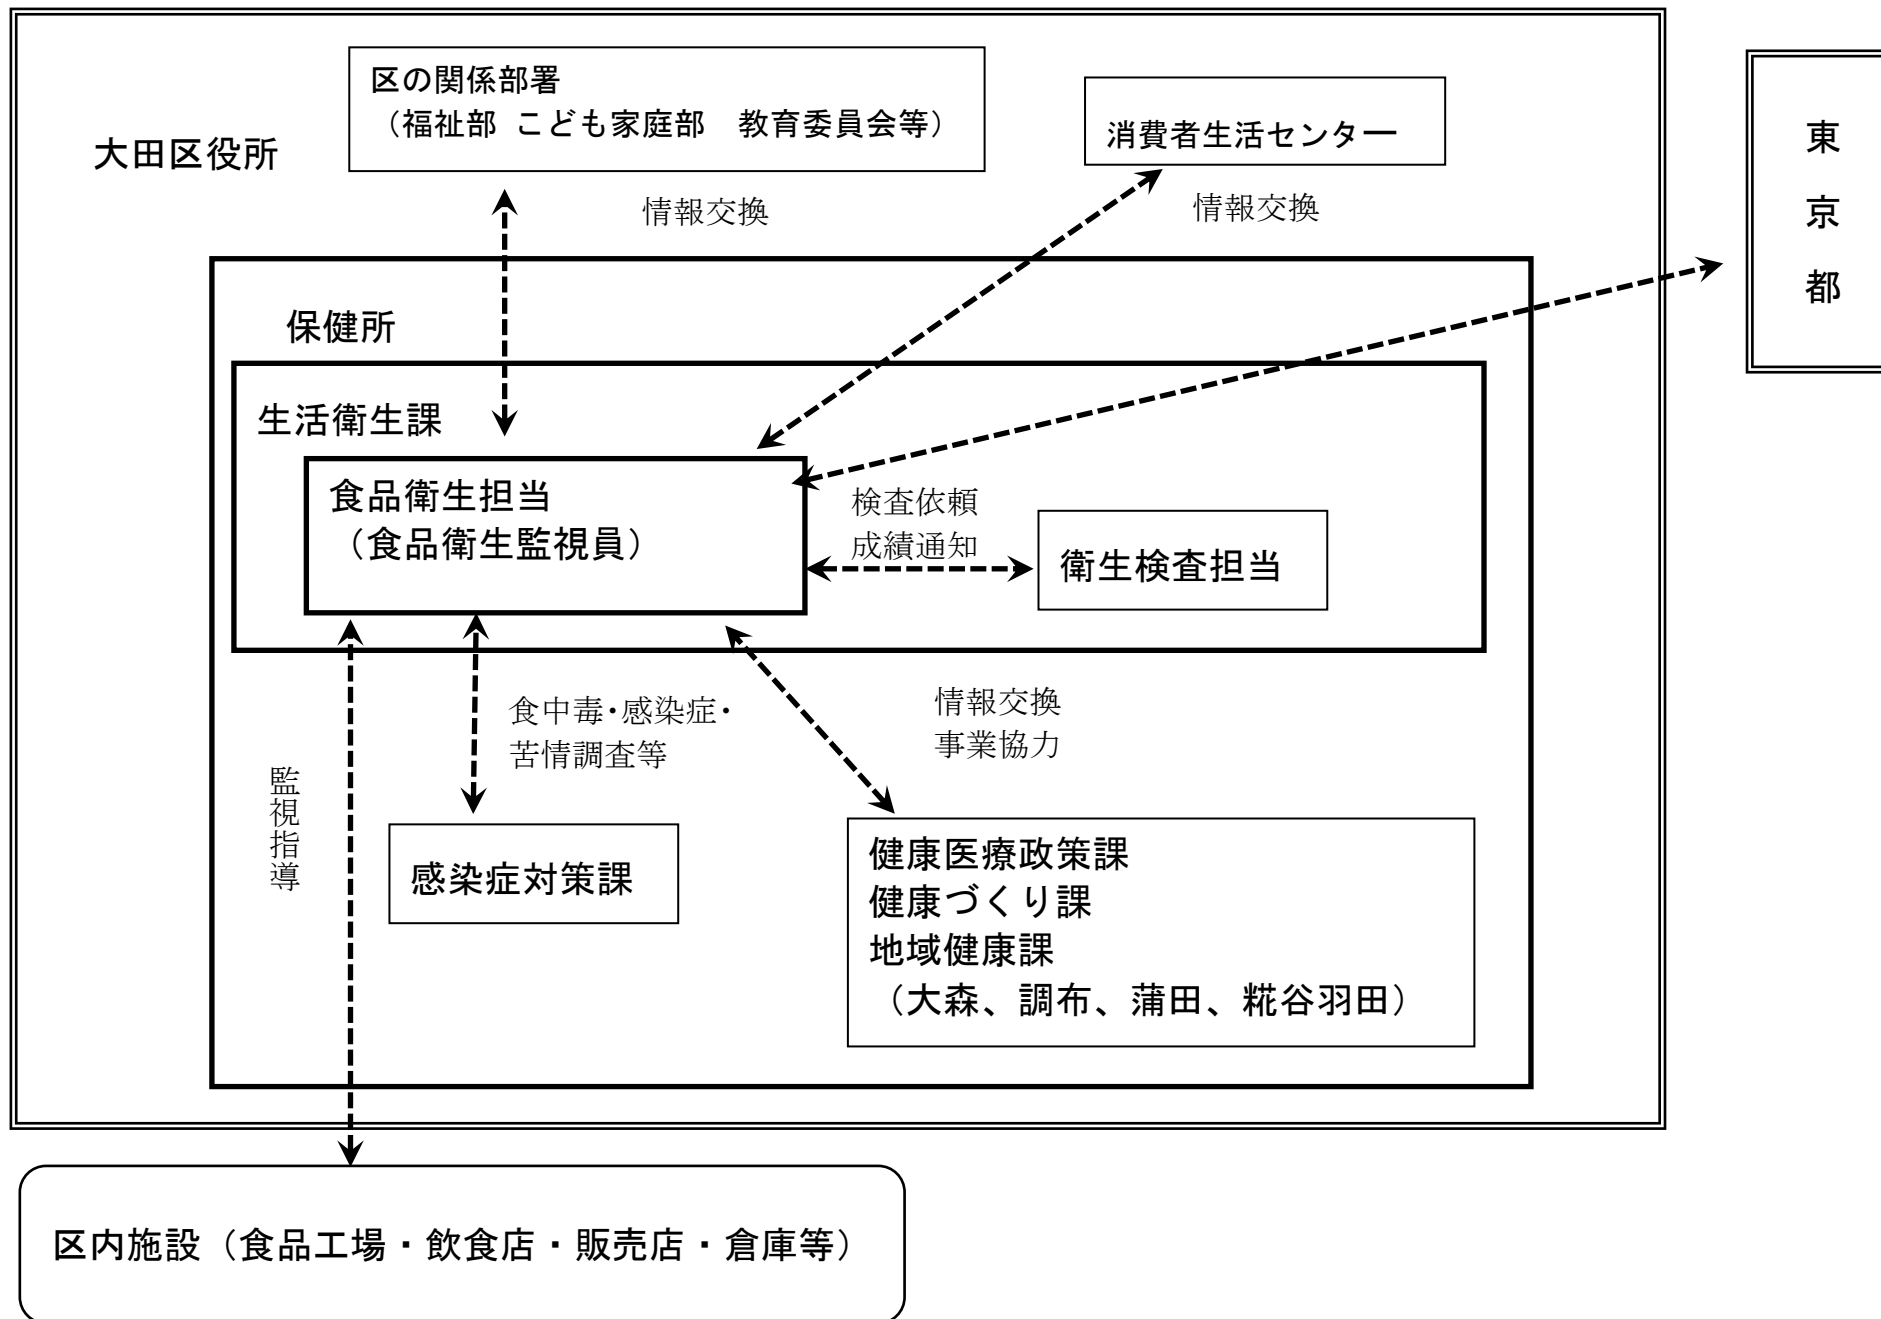 区の関係部署
（福祉部 こども家庭部　教育委員会等）
消費者生活センター
東
京
都
大田区役所
情報交換
情報交換
保健所
生活衛生課
食品衛生担当
（食品衛生監視員）
検査依頼
成績通知
衛生検査担当
食中毒・感染症・
苦情調査等
情報交換
事業協力
監視指導
感染症対策課
健康医療政策課
健康づくり課
地域健康課
（大森、調布、蒲田、糀谷羽田）
区内施設（食品工場・飲食店・販売店・倉庫等）